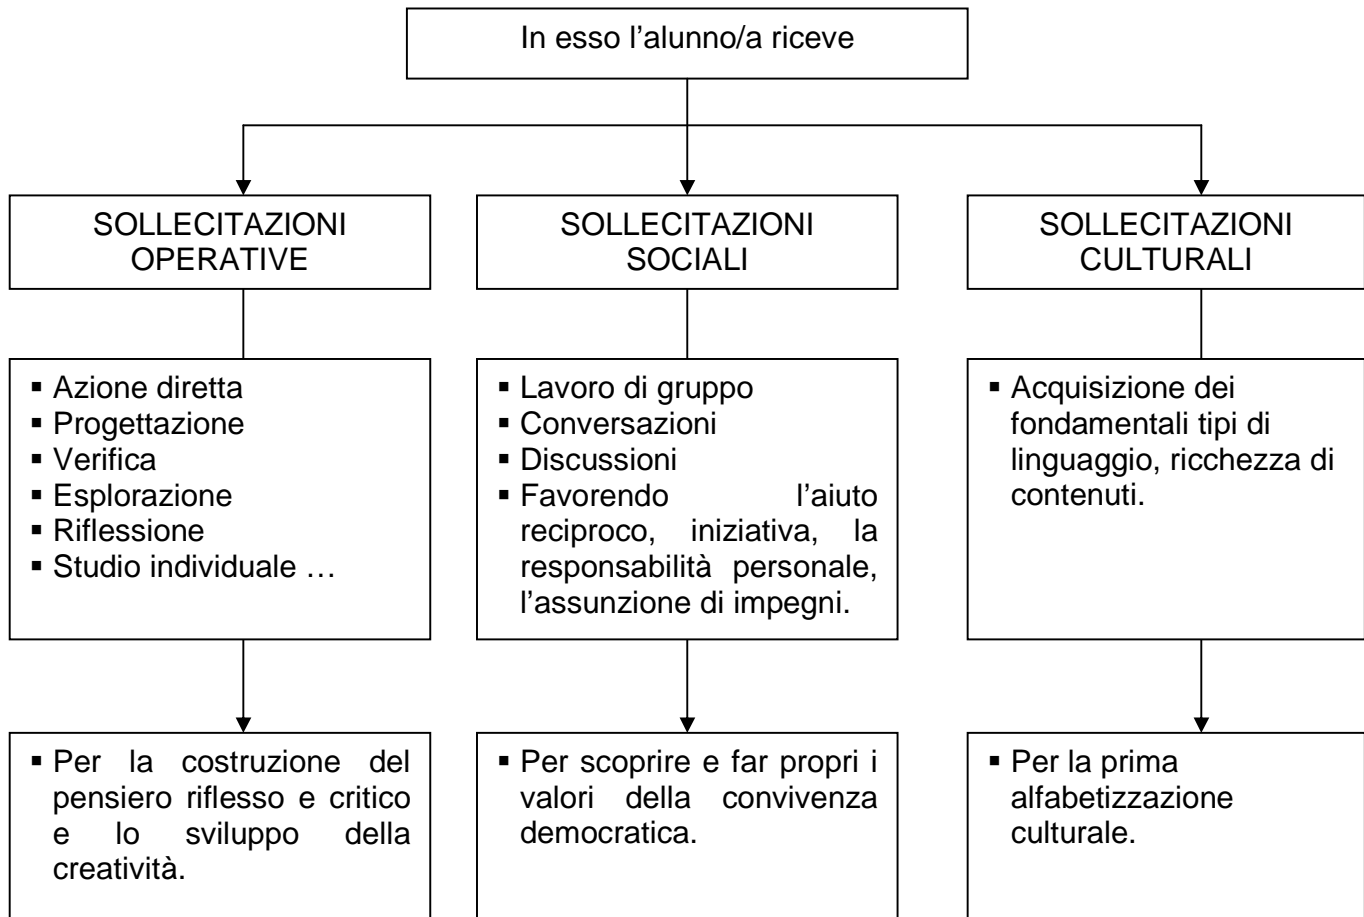 In esso l’alunno/a riceve
SOLLECITAZIONI
OPERATIVE
SOLLECITAZIONI
SOCIALI
SOLLECITAZIONI
CULTURALI
▪ Azione diretta
▪ Progettazione
▪ Verifica
▪ Esplorazione
▪ Riflessione
▪ Studio individuale …
▪ Lavoro di gruppo
▪ Conversazioni
▪ Discussioni
▪ Favorendo l’aiuto
reciproco, iniziativa, la
responsabilità personale,
l’assunzione di impegni.
▪ Acquisizione dei
fondamentali tipi di
linguaggio, ricchezza di
contenuti.
▪ Per la costruzione del
pensiero riflesso e critico
e lo sviluppo della
creatività.
▪ Per scoprire e far propri i
valori della convivenza
democratica.
▪ Per la prima
alfabetizzazione
culturale.